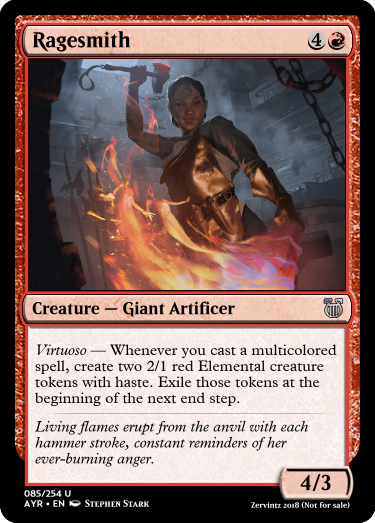 Ragesmith 4
Creature — Giant Artificer
Virtuoso — Whenever you cast a multicolored
spell, create two 2/1 red Elemental creature
tokens with haste. Exile those tokens at the
beginning of the next end step.
Living flames erupt from the anvil with each
hammer stroke, constant reminders of her
ever-burning anger.
4/3
085/254 U
AYR • EN Stephen Stark
Zervintz 2018 (Not for sale)